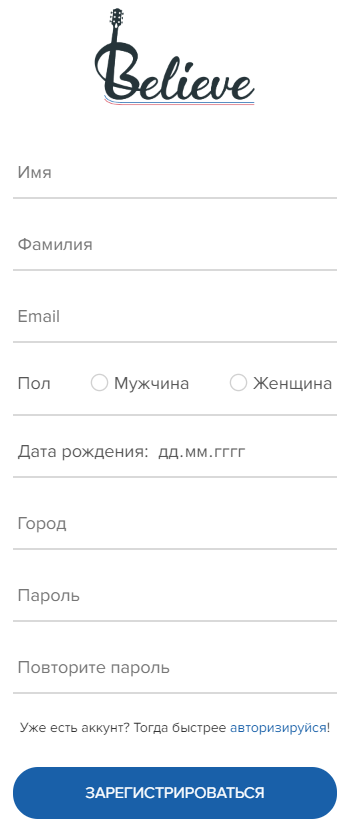 Believe
Имя
Фамилия
Email
Пол Мужчина Женщина
Дата рождения: дд.мм.гггг
Город
Пароль
Повторите пароль
Уже есть аккунт? Тогда быстрее авторизируйся!
ЗАРЕГИСТРИРОВАТЬСЯ